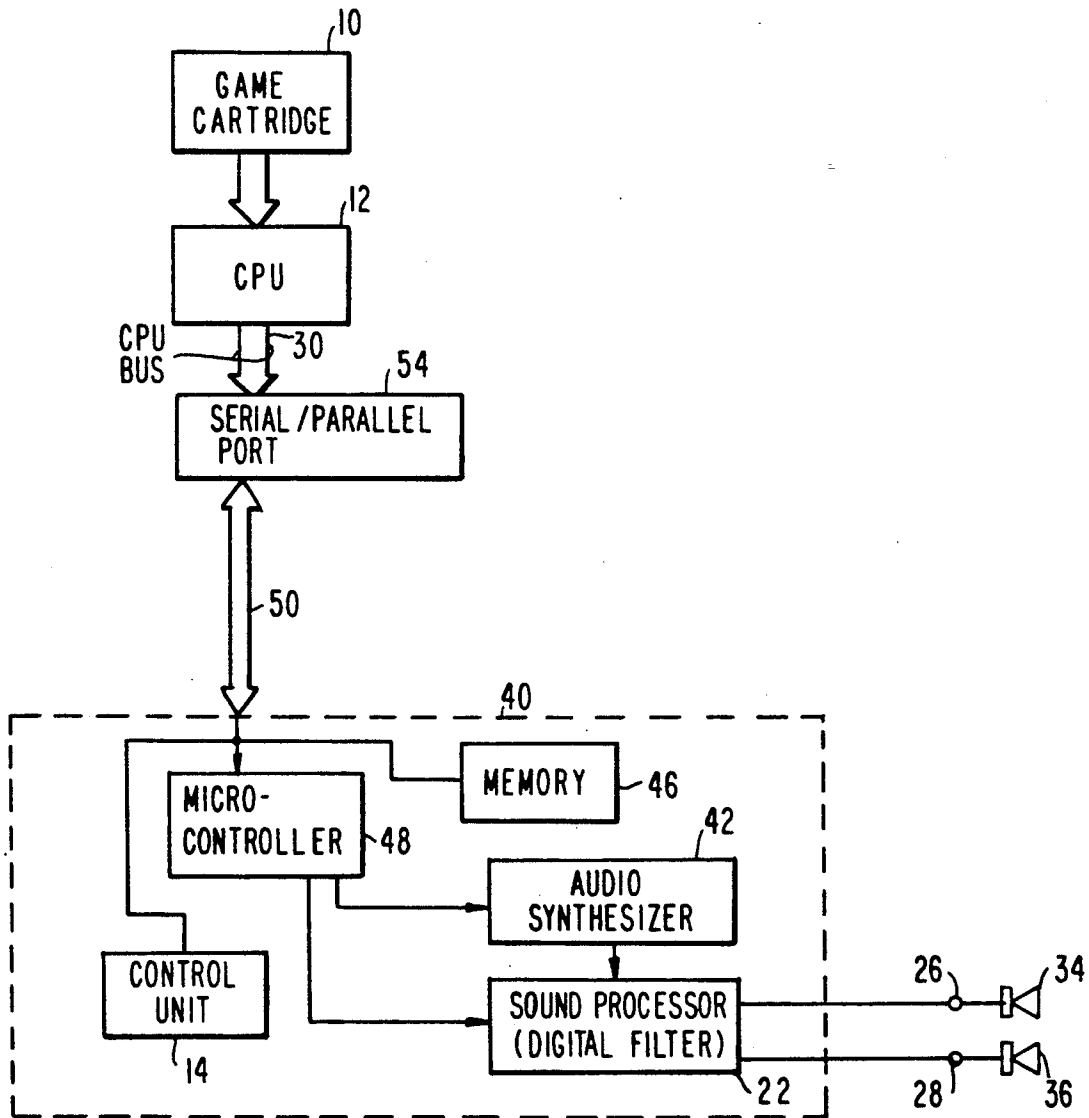 10
GAME
CARTRIDGE
12
CPU
CPU
BUS
30
54
SERIAL/PARALLEL
PORT
50
40
MEMORY
46
MICRO-
CONTROLLER
48
42
AUDIO
SYNTHESIZER
CONTROL
UNIT
14
SOUND PROCESSOR
(DIGITAL FILTER)
22
26
34
28
36